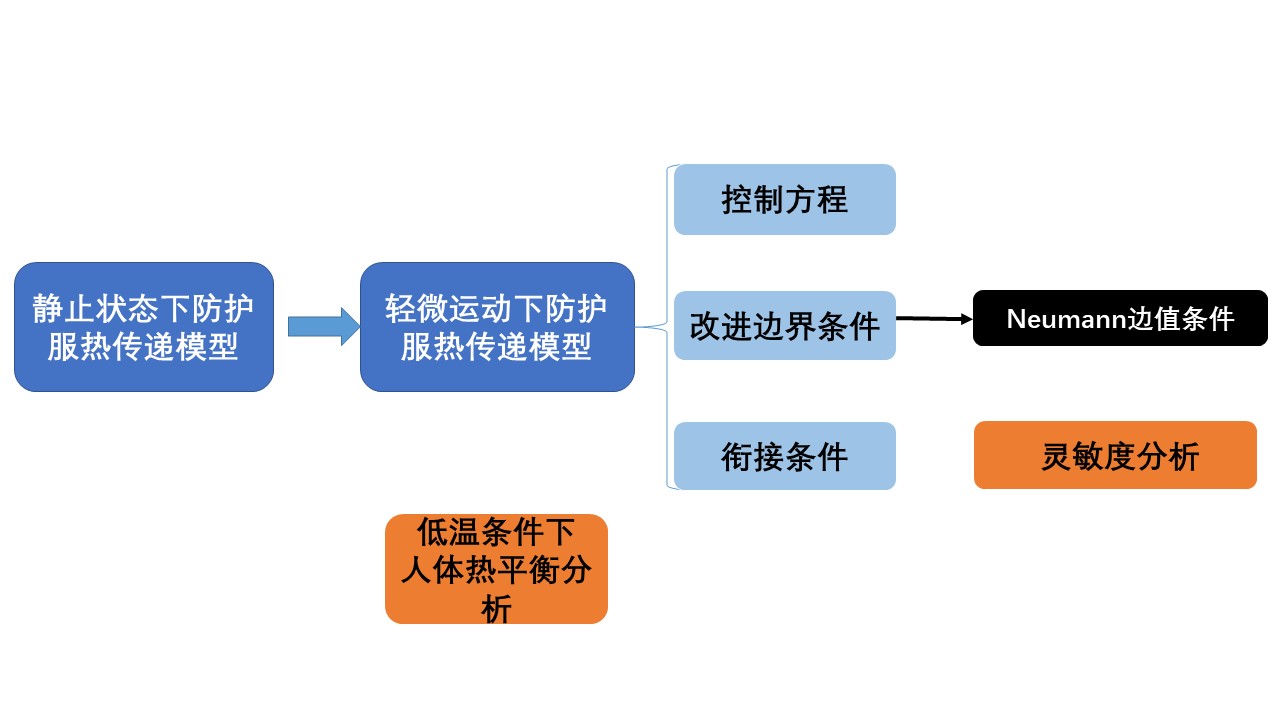 静止状态下防护
服热传递模型
轻微运动下防护
服热传递模型
控制方程
改进边界条件
衔接条件
Neumann边值条件
灵敏度分析
低温条件下
人体热平衡分
析